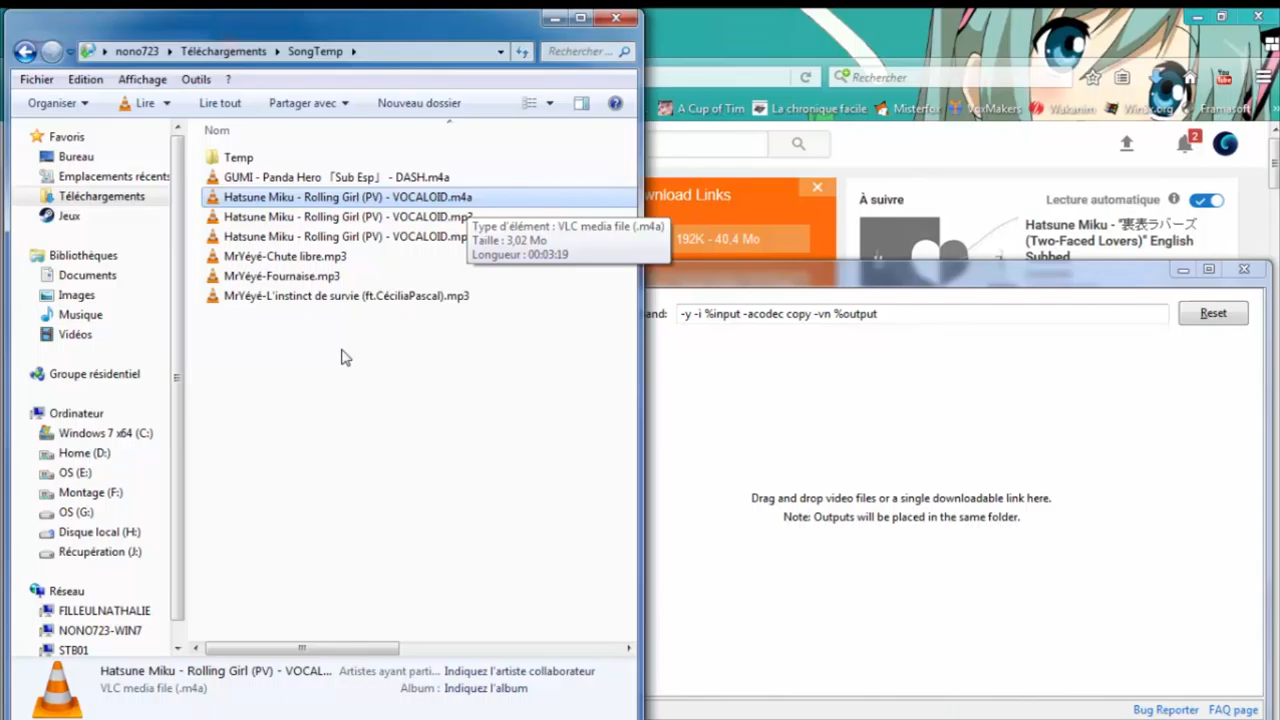 nono723 ▸ Téléchargements ▸ SongTemp ▸
Rechercher...
Fichier Edition Affichage Outils ?
Organiser Lire Lire tout Partager avec Nouveau dossier
Favoris
Bureau
Emplacements récents
Téléchargements
Jeux
Bibliothèques
Documents
Images
Musique
Vidéos
Groupe résidentiel
Ordinateur
Windows 7 x64 (C:)
Home (D:)
OS (E:)
Montage (F:)
OS (G:)
Disque local (H:)
Récupération (J:)
Réseau
FILLEULNATHALIE
NONO723-WIN7
STB01
Nom
Temp
GUMI - Panda Hero 「Sub Esp」 - DASH.m4a
Hatsune Miku - Rolling Girl (PV) - VOCALOID.m4a
Hatsune Miku - Rolling Girl (PV) - VOCALOID.mp3
Hatsune Miku - Rolling Girl (PV) - VOCALOID.mp
MrYéyé-Chute libre.mp3
MrYéyé-Fournaise.mp3
MrYéyé-L'instinct de survie (ft.CéciliaPascal).mp3
Type d'élément : VLC media file (.m4a)
Taille : 3,02 Mo
Longueur : 00:03:19
Hatsune Miku - Rolling Girl (PV) - VOCAL... Artistes ayant parti... Indiquez l'artiste collaborateur
VLC media file (.m4a) Album : Indiquez l'album
Rechercher
You
A Cup of Tim La chronique facile Misterfox VoxMakers Wakanim Win3x.org Framasoft
2
wnload Links
192K - 40,4 Mo
À suivre
Lecture automatique
Hatsune Miku - "裏表ラバーズ
(Two-Faced Lovers)" English
Subbed
and: -y -i %input -acodec copy -vn %output Reset
Drag and drop video files or a single downloadable link here.
Note: Outputs will be placed in the same folder.
Bug Reporter FAQ page